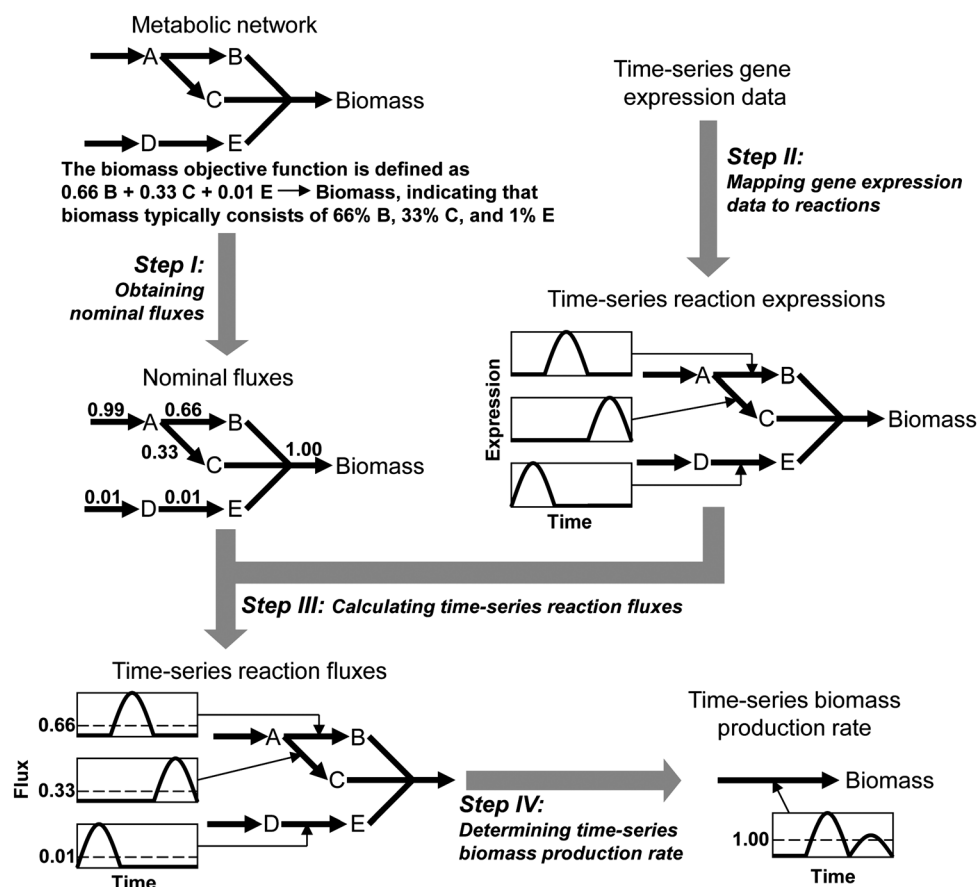 Metabolic network
A
B
C
Biomass
D
E
The biomass objective function is defined as
0.66 B + 0.33 C + 0.01 E → Biomass, indicating that
biomass typically consists of 66% B, 33% C, and 1% E
Time-series gene
expression data
Step II:
Mapping gene expression
data to reactions
Step I:
Obtaining
nominal fluxes
Nominal fluxes
0.99
A
0.66
B
0.33
C
1.00
Biomass
0.01
D
0.01
E
Time-series reaction expressions
Expression
A
B
C
Biomass
D
E
Time
Step III: Calculating time-series reaction fluxes
Time-series reaction fluxes
Flux
0.66
0.33
0.01
A
B
C
D
E
Time
Step IV:
Determining time-series
biomass production rate
Time-series biomass
production rate
Biomass
1.00
Time